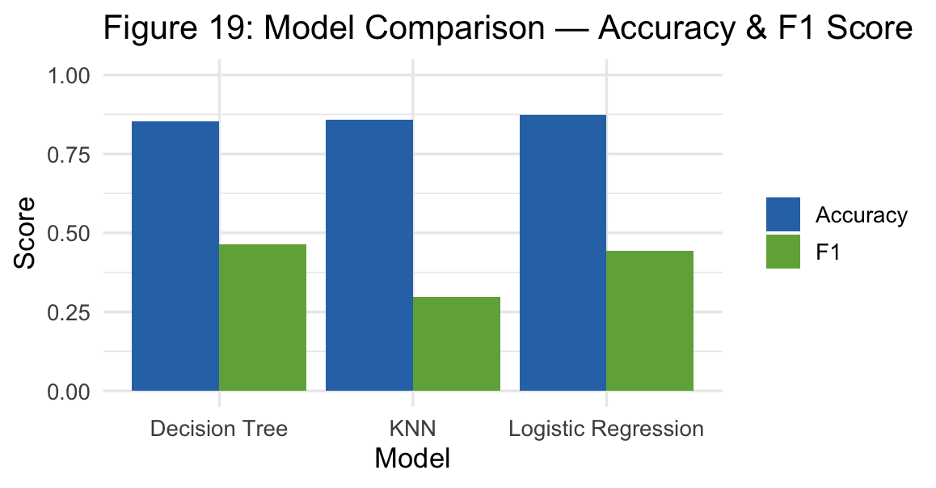 Figure 19: Model Comparison — Accuracy & F1 Score
1.00
0.75
0.50
0.25
0.00
Score
Decision Tree
KNN
Logistic Regression
Model
Accuracy
F1